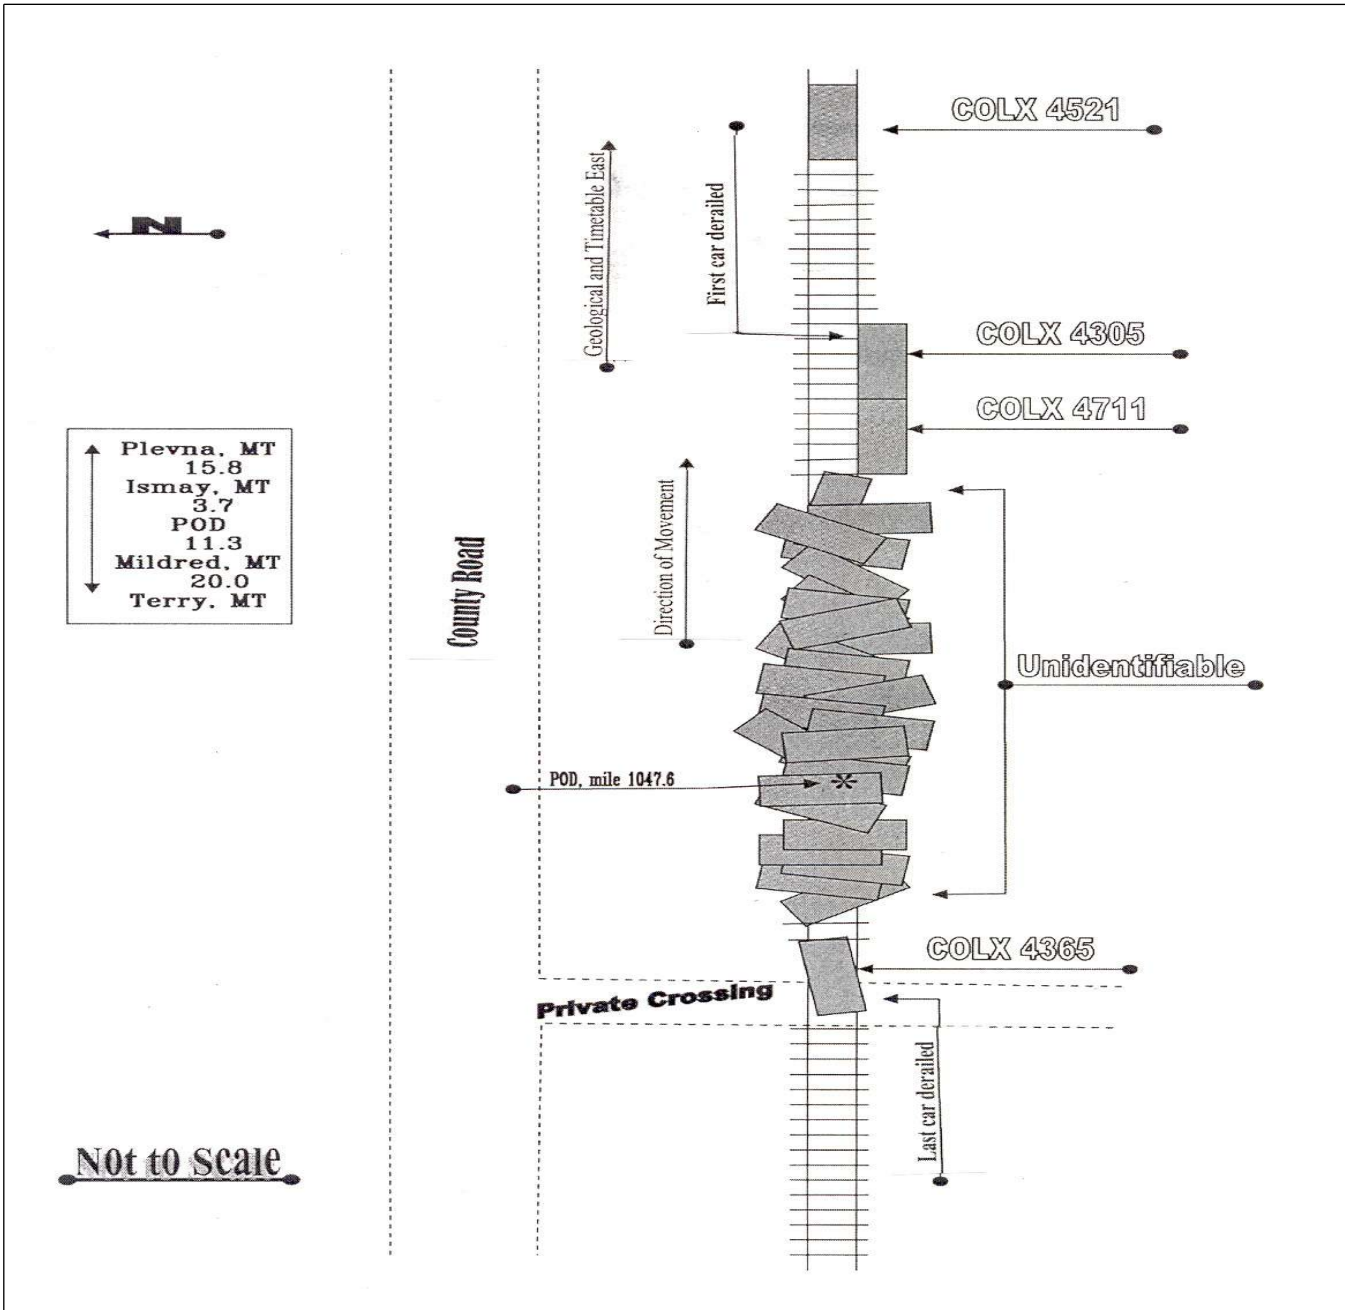 COLX 4521
Geological and Timetable East
First car derailed
N
COLX 4305
COLX 4711
Plevna, MT
15.8
Ismay, MT
3.7
POD
11.3
Mildred, MT
20.0
Terry, MT
County Road
Direction of Movement
Unidentifiable
POD, mile 1047.6
*
COLX 4365
Private Crossing
Last car derailed
Not to Scale